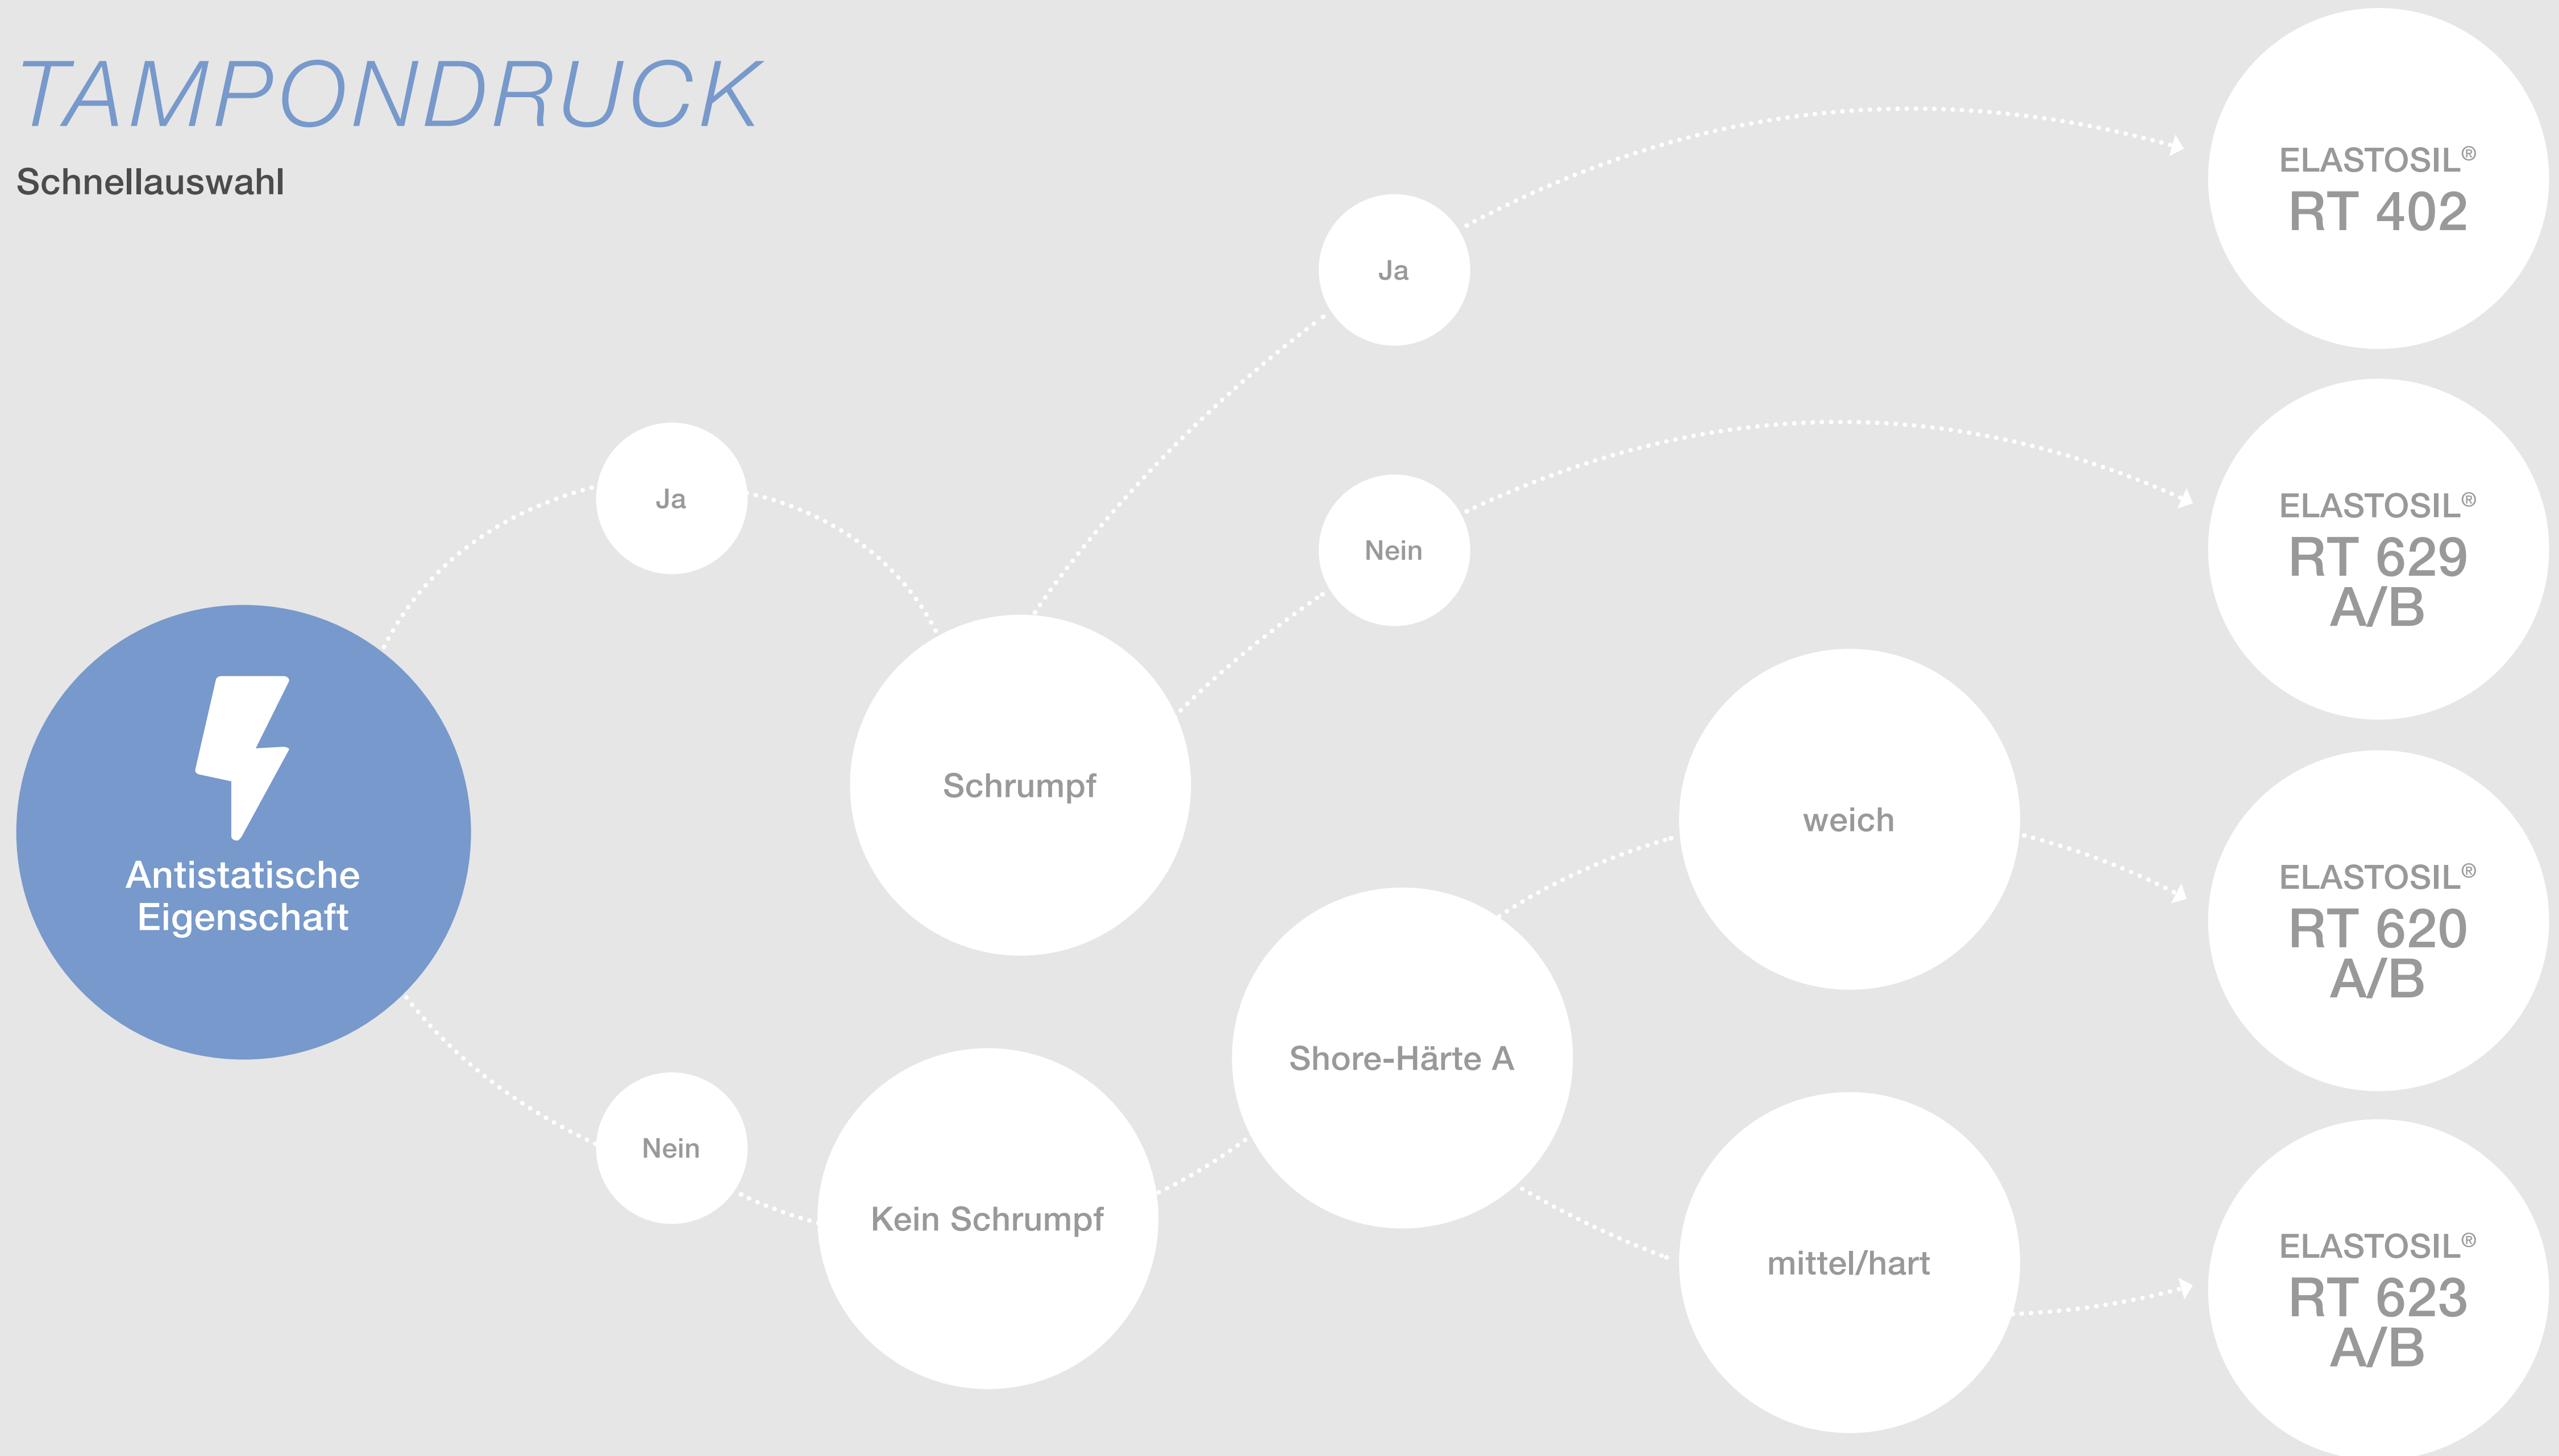 TAMPONDRUCK
Schnellauswahl
Antistatische
Eigenschaft
Ja
Nein
Schrumpf
Kein Schrumpf
Ja
Nein
Shore-Härte A
weich
mittel/hart
ELASTOSIL®
RT 402
ELASTOSIL®
RT 629
A/B
ELASTOSIL®
RT 620
A/B
ELASTOSIL®
RT 623
A/B